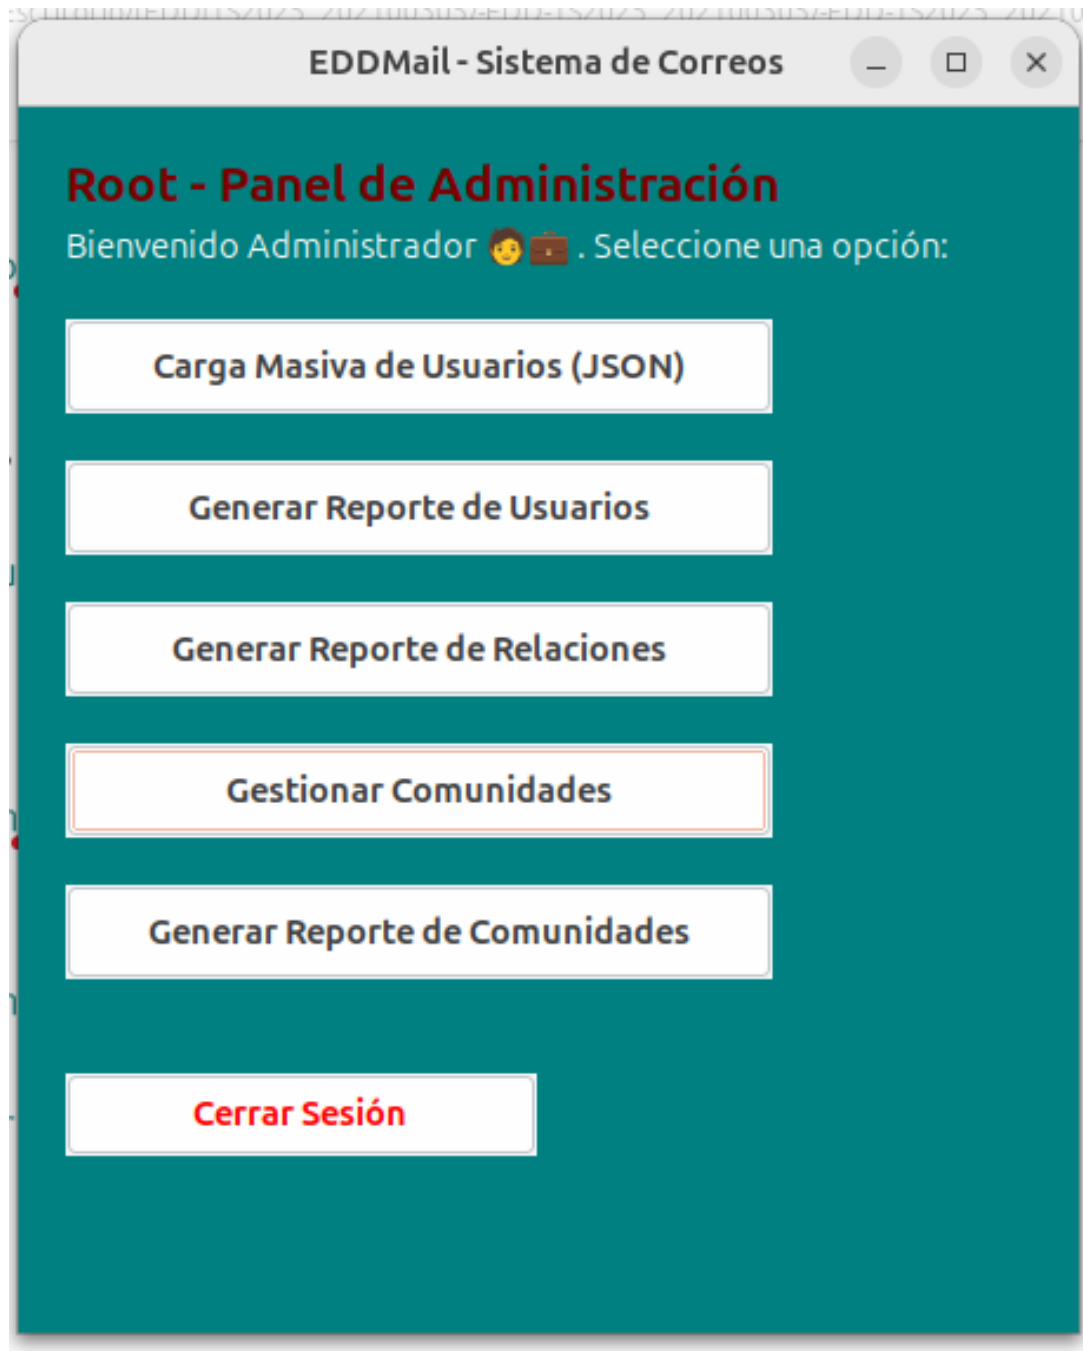 EDDMail - Sistema de Correos
Root - Panel de Administración
Bienvenido Administrador 🧑💼 . Seleccione una opción:
Carga Masiva de Usuarios (JSON)
Generar Reporte de Usuarios
Generar Reporte de Relaciones
Gestionar Comunidades
Generar Reporte de Comunidades
Cerrar Sesión